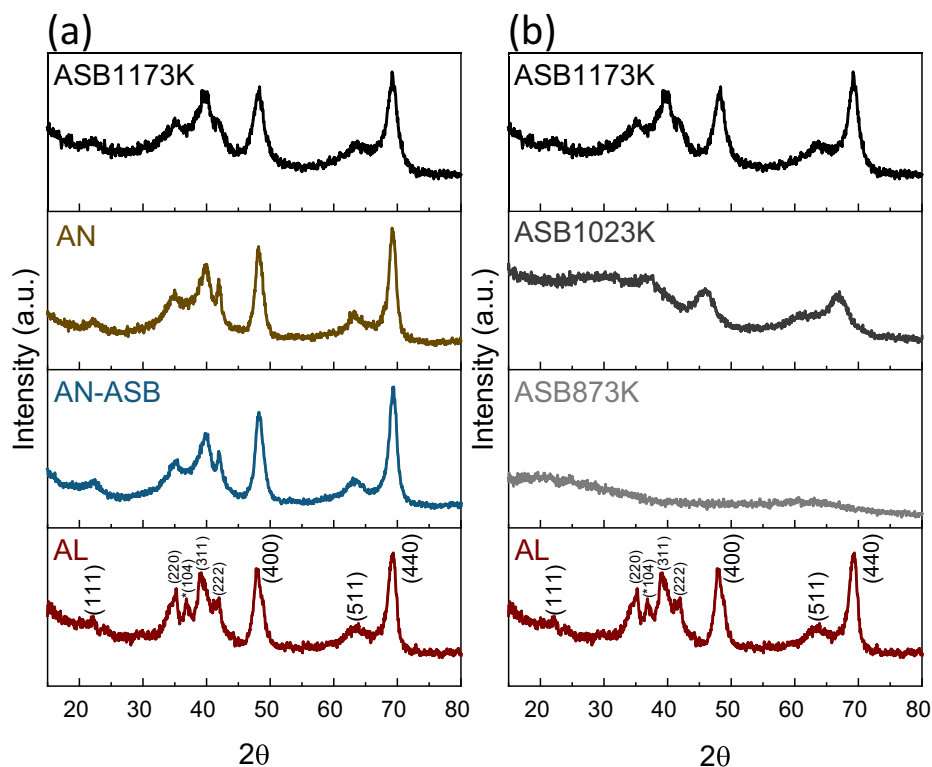 (a)
ASB1173K
AN
AN-ASB
AL
(111)
(220)
*(104)
(311)
(222)
(400)
(511)
(440)
Intensity (a.u.)
20 30 40 50 60 70 80
2θ
(b)
ASB1173K
ASB1023K
ASB873K
AL
(111)
(220)
(*104)
(311)
(222)
(400)
(511)
(440)
Intensity (a.u.)
20 30 40 50 60 70 80
2θ